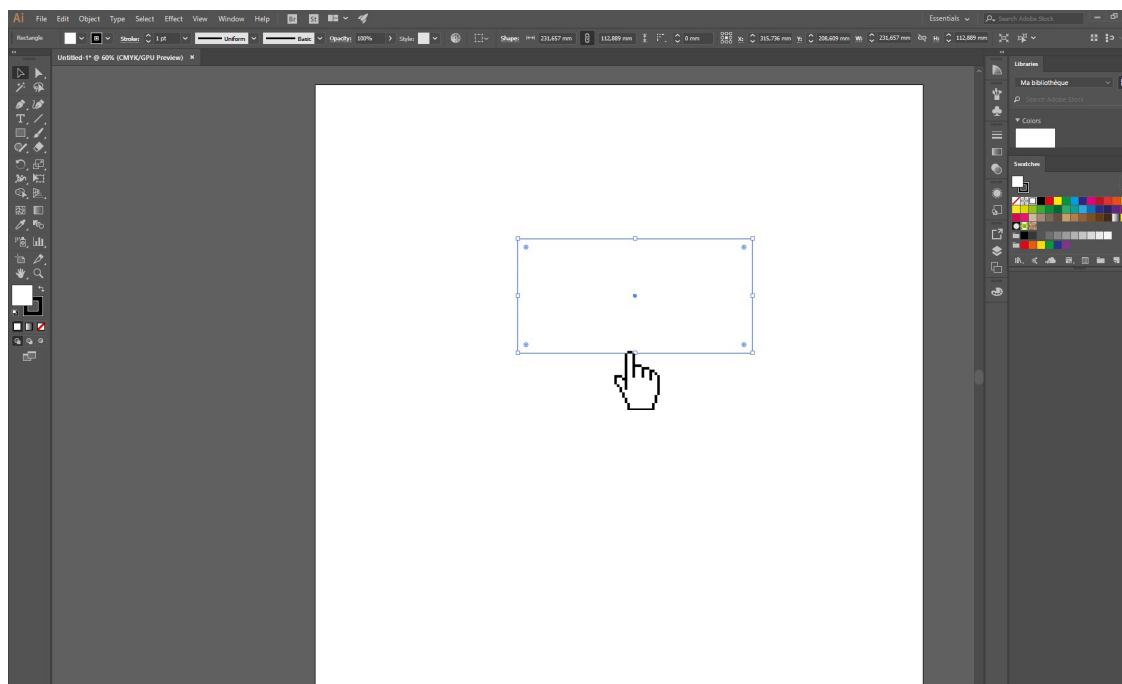 Ai File Edit Object Type Select Effect View Window Help Br St Essentials Search Adobe Stock
Rectangle Stroke: 1 pt Uniform Basic Opacity: 100% Style: Shape: 231,657 mm 112,889 mm 0 mm X: 315,736 mm Y: 208,609 mm W: 231,657 mm H: 112,889 mm
Untitled-1* @ 60% (CMYK/GPU Preview) ×
Libraries
Ma bibliothèque
Search Adobe Stock
Colors
Swatches